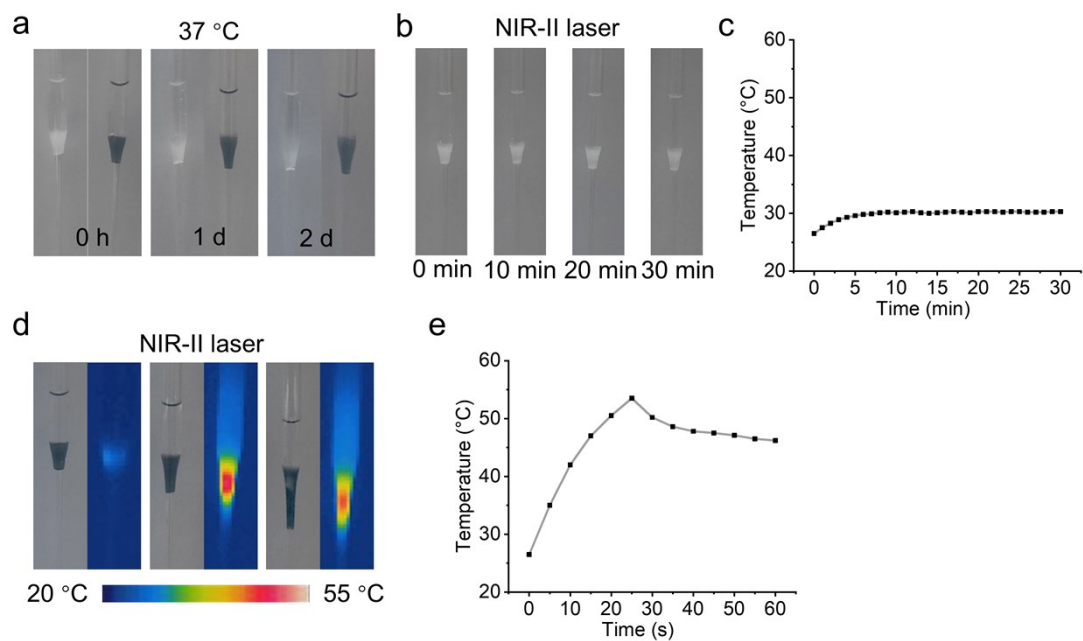 a
37 °C
0 h
1 d
2 d
b
NIR-II laser
0 min
10 min
20 min
30 min
c
60
50
40
30
20
Temperature (°C)
0
5
10
15
20
25
30
Time (min)
d
NIR-II laser
20 °C
55 °C
e
60
50
40
30
20
Temperature (°C)
0
10
20
30
40
50
60
Time (s)